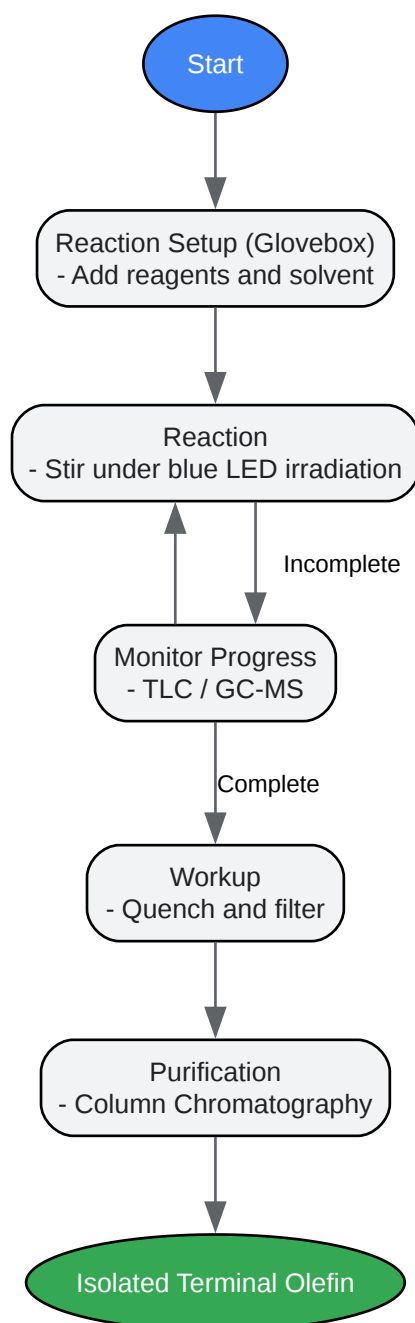 Start
Reaction Setup (Glovebox)
- Add reagents and solvent
Reaction
- Stir under blue LED irradiation
Incomplete
Monitor Progress
- TLC / GC-MS
Complete
Workup
- Quench and filter
Purification
- Column Chromatography
Isolated Terminal Olefin